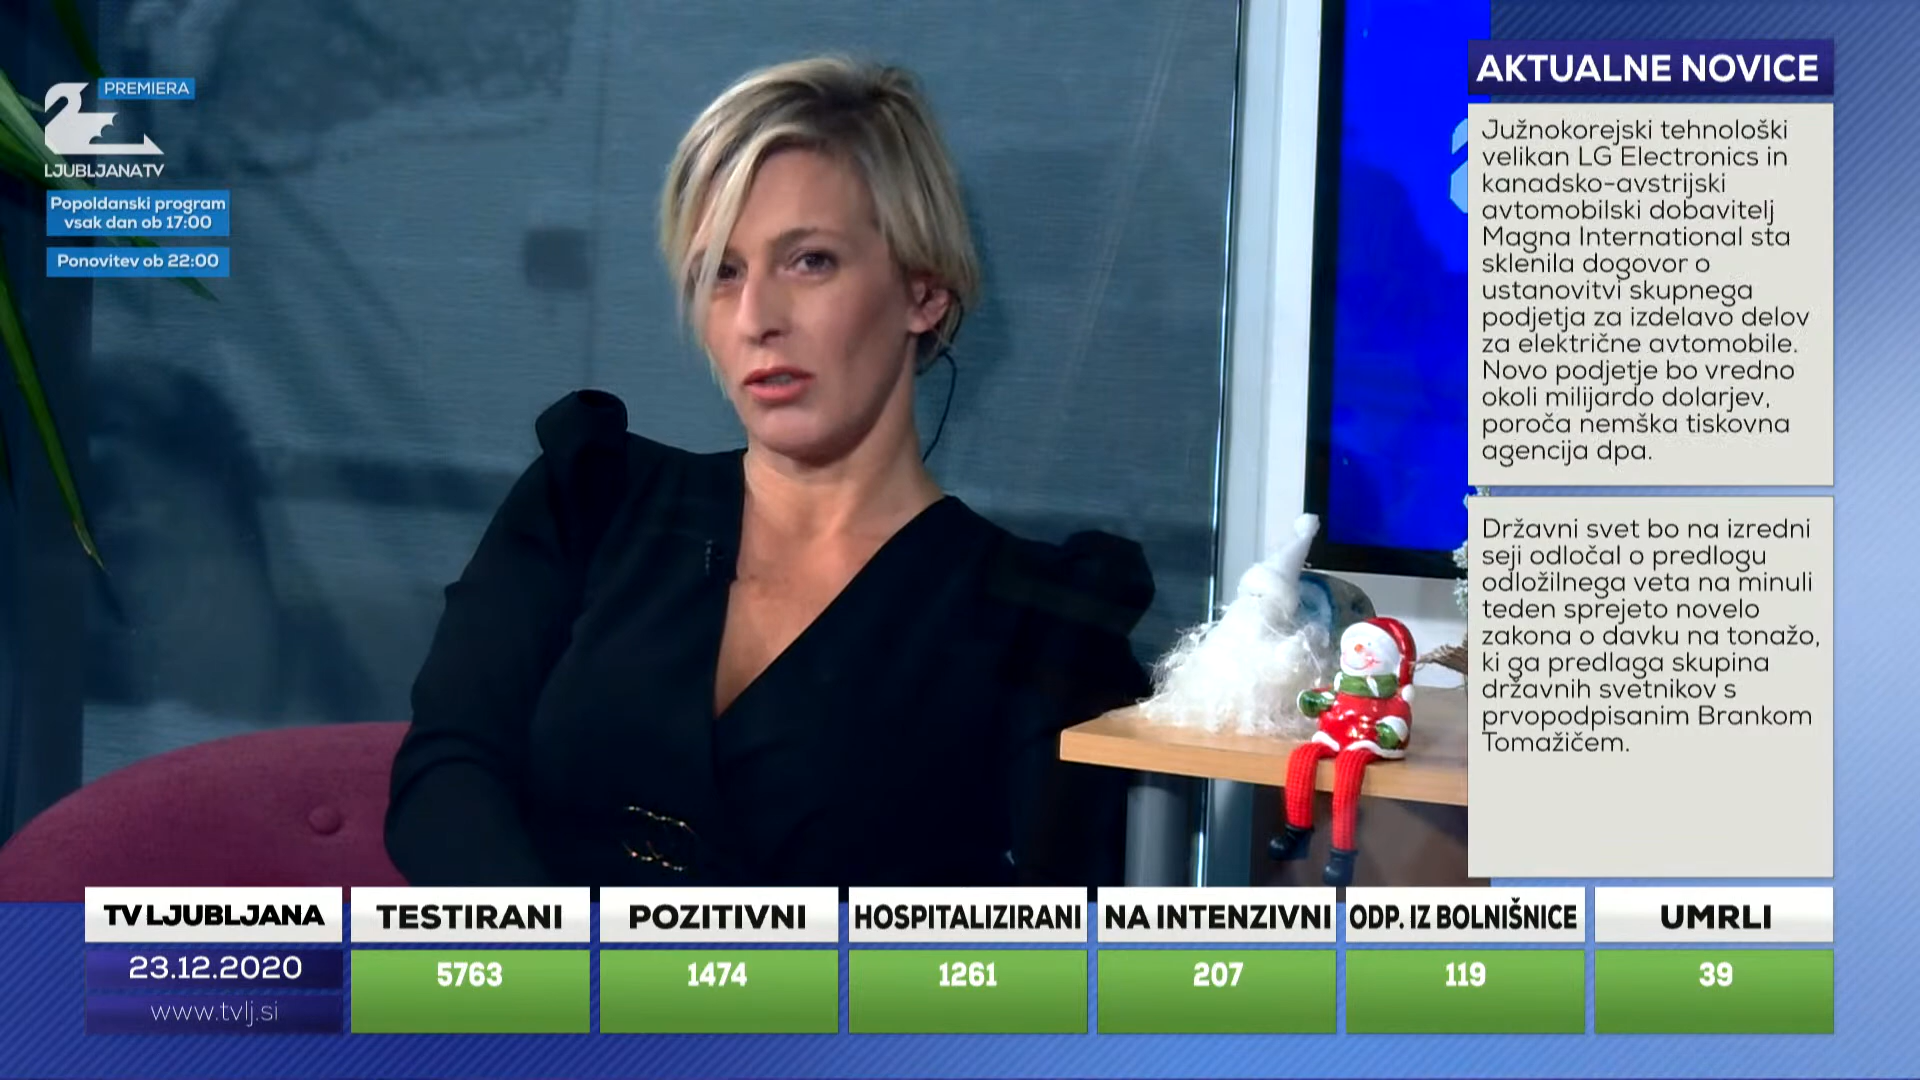 PREMIERA
LJUBLJANATV
Popoldanski program
vsak dan ob 17:00
Ponovitev ob 22:00
AKTUALNE NOVICE
Južnokorejski tehnološki
velikan LG Electronics in
kanadsko-avstrijski
avtomobilski dobavitelj
Magna International sta
sklenila dogovor o
ustanovitvi skupnega
podjetja za izdelavo delov
za električne avtomobile.
Novo podjetje bo vredno
okoli milijardo dolarjev,
poroča nemška tiskovna
agencija dpa.
Državni svet bo na izredni
seji odločal o predlogu
odložilnega veta na minuli
teden sprejeto novelo
zakona o davku na tonažo,
ki ga predlaga skupina
državnih svetnikov s
prvopodpisanim Brankom
Tomažičem.
TV LJUBLJANA TESTIRANI POZITIVNI HOSPITALIZIRANI NA INTENZIVNI ODP. IZ BOLNIŠNICE UMRLI
23.12.2020 5763 1474 1261 207 119 39
www.tvlj.si